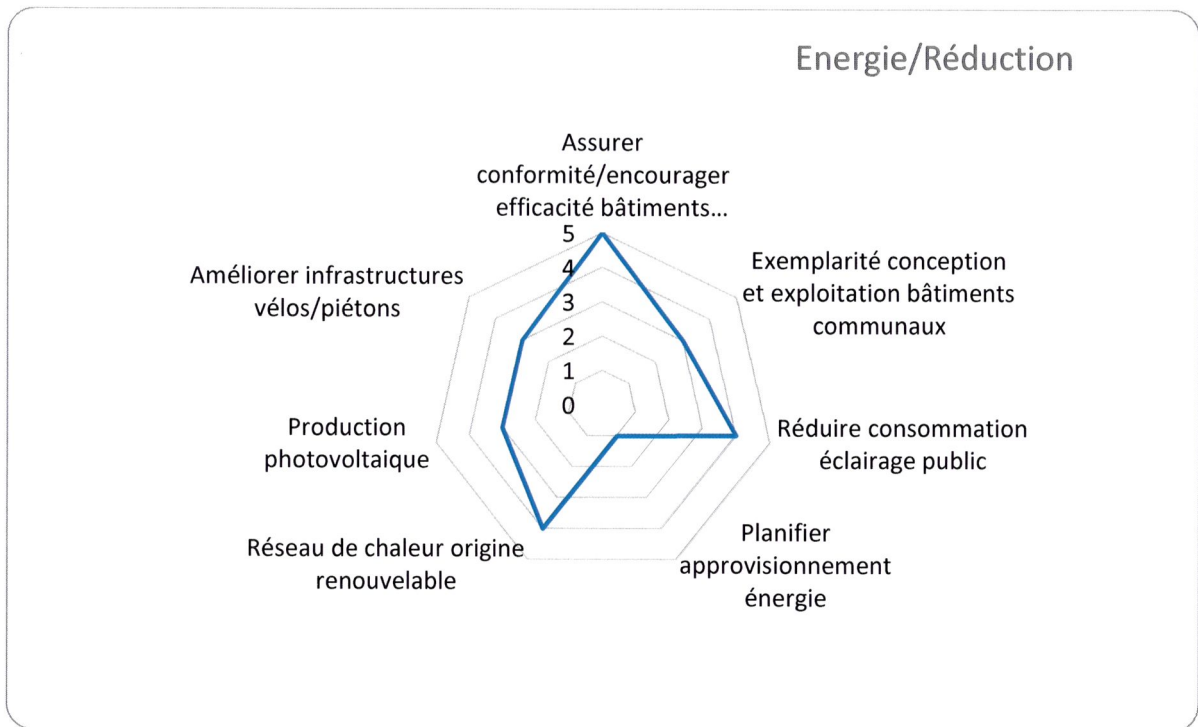 Energie/Réduction
Assurer
conformité/encourager
efficacité bâtiments...
5
4
3
2
1
0
Exemplarité conception
et exploitation bâtiments
communaux
Réduire consommation
éclairage public
Planifier
approvisionnement
énergie
Réseau de chaleur origine
renouvelable
Production
photovoltaique
Améliorer infrastructures
vélos/piétons